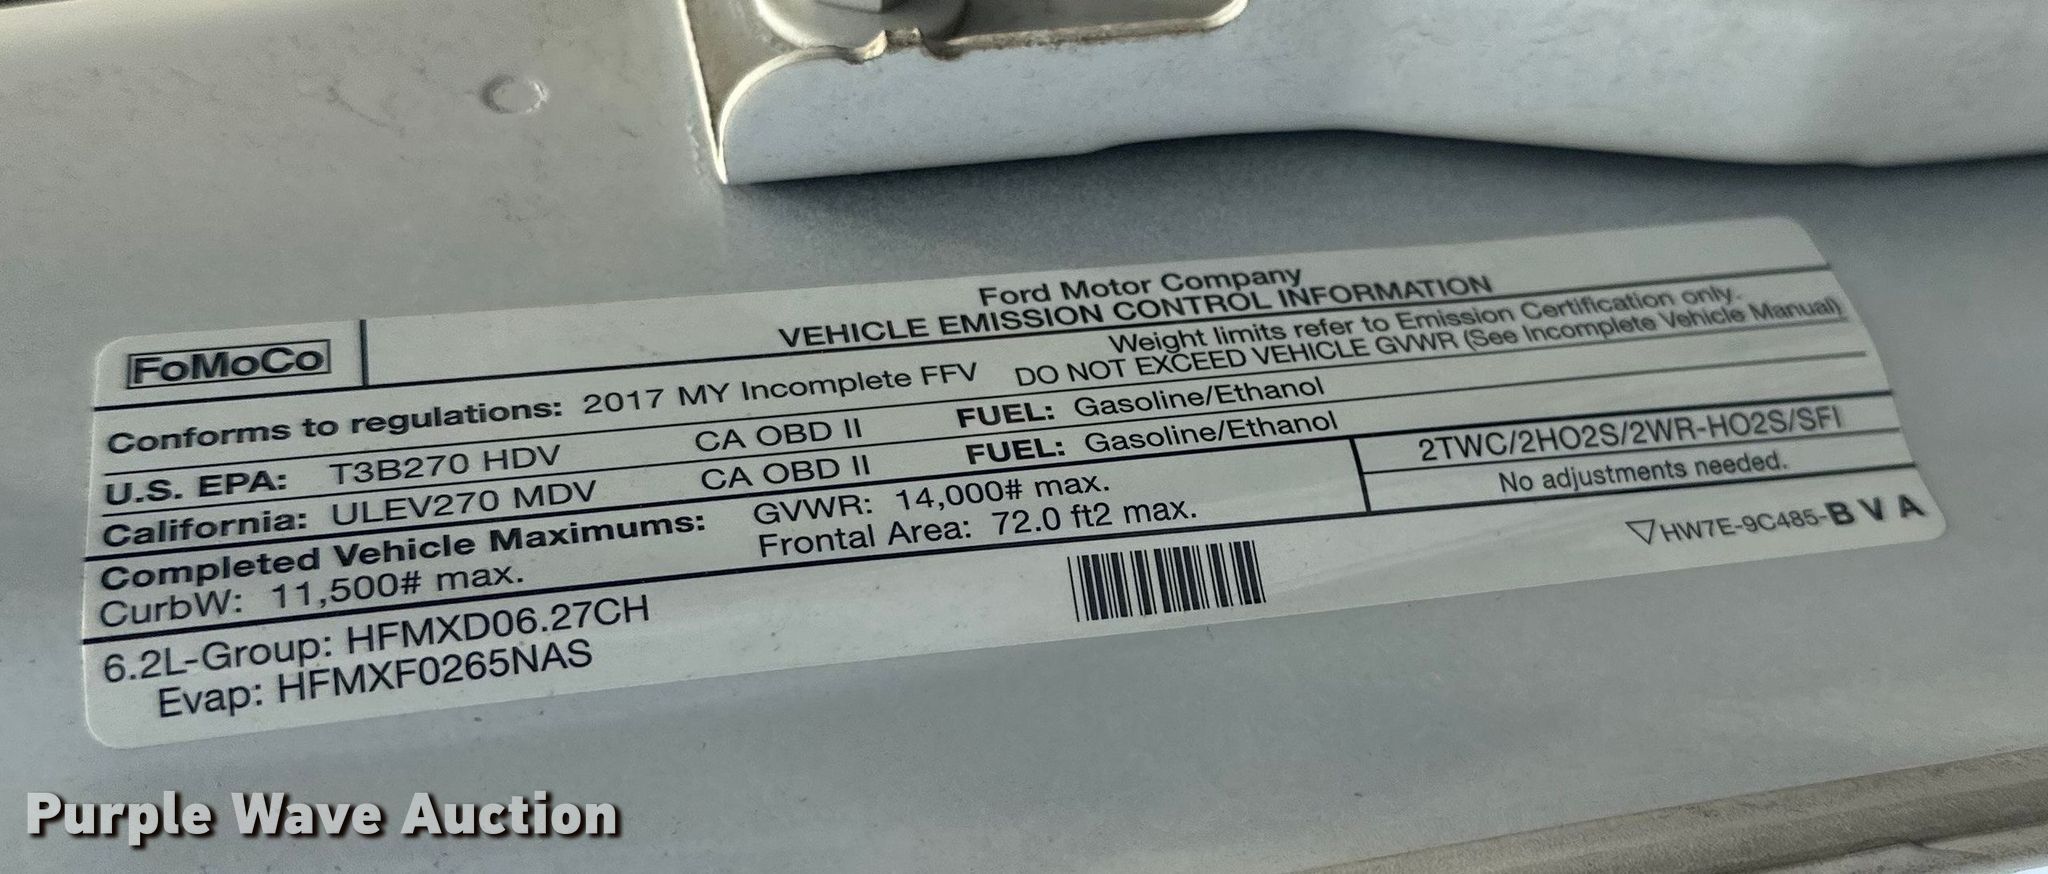 Ford Motor Company
FoMoCo
VEHICLE EMISSION CONTROL INFORMATION
Weight limits refer to Emission Certification only.
Conforms to regulations: 2017 MY Incomplete FFV DO NOT EXCEED VEHICLE GVWR (See Incomplete Vehicle Manual)
U.S. EPA: T3B270 HDV CA OBD II FUEL: Gasoline/Ethanol
California: ULEV270 MDV CA OBD II FUEL: Gasoline/Ethanol
Completed Vehicle Maximums: GVWR: 14,000# max. 2TWC/2HO2S/2WR-HO2S/SFI
CurbW: 11,500# max. Frontal Area: 72.0 ft2 max. No adjustments needed.
6.2L-Group: HFMXD06.27CH HW7E-9C485-B V A
Evap: HFMXF0265NAS
Purple Wave Auction